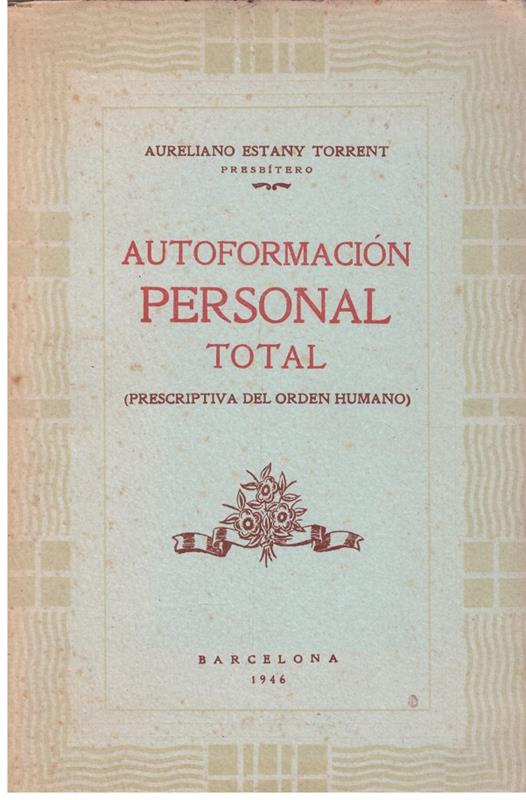 AURELIANO ESTANY TORRENT
PRESBÍTERO
AUTOFORMACIÓN
PERSONAL
TOTAL
(PRESCRIPTIVA DEL ORDEN HUMANO)
BARCELONA
1946